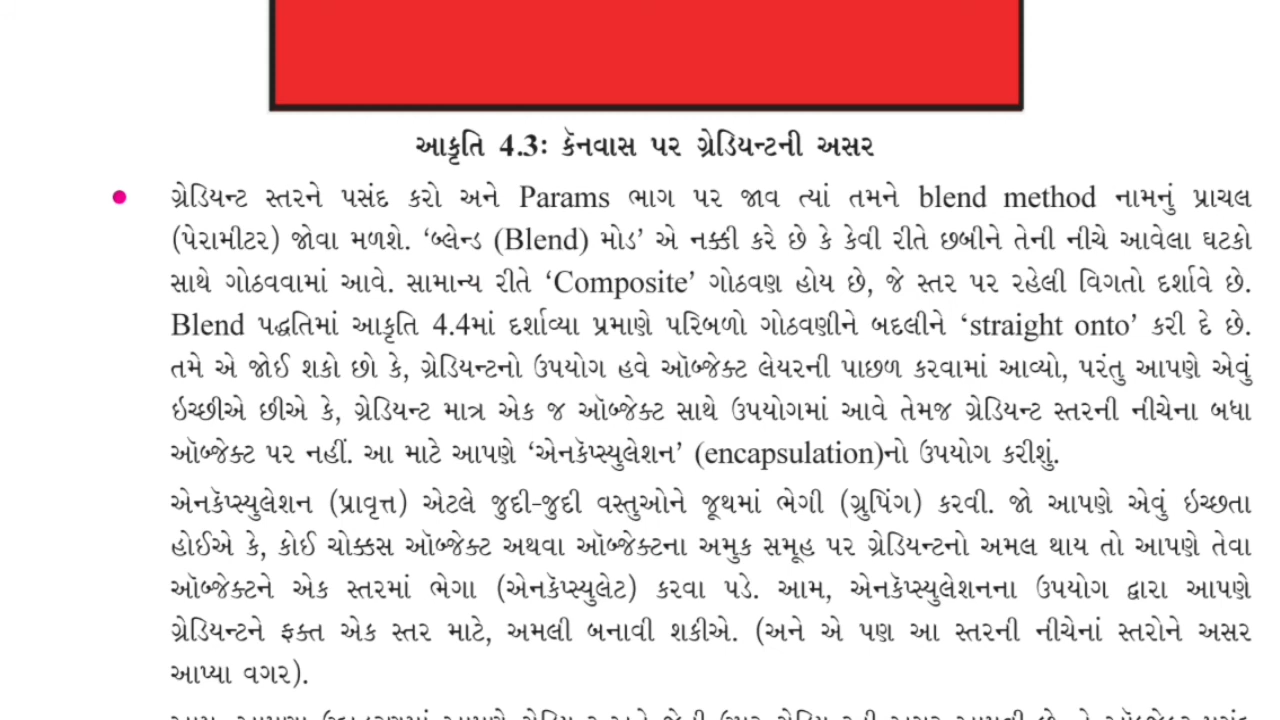 આકૃતિ 4.3: કૅનવાસ પર ગ્રેડિયન્ટની અસર
● ગ્રેડિયન્ટ સ્તરને પસંદ કરો અને Params ભાગ પર જાવ ત્યાં તમને blend method નામનું પ્રાચલ
(પેરામીટર) જોવા મળશે. ‘બ્લેન્ડ (Blend) મોડ’ એ નક્કી કરે છે કે કેવી રીતે છબીને તેની નીચે આવેલા ઘટકો
સાથે ગોઠવવામાં આવે. સામાન્ય રીતે ‘Composite’ ગોઠવણ હોય છે, જે સ્તર પર રહેલી વિગતો દર્શાવે છે.
Blend પદ્ધતિમાં આકૃતિ 4.4માં દર્શાવ્યા પ્રમાણે પરિબળો ગોઠવણીને બદલીને ‘straight onto’ કરી દે છે.
તમે એ જોઈ શકો છો કે, ગ્રેડિયન્ટનો ઉપયોગ હવે ઑબ્જેક્ટ લેયરની પાછળ કરવામાં આવ્યો, પરંતુ આપણે એવું
ઇચ્છીએ છીએ કે, ગ્રેડિયન્ટ માત્ર એક જ ઑબ્જેક્ટ સાથે ઉપયોગમાં આવે તેમજ ગ્રેડિયન્ટ સ્તરની નીચેના બધા
ઑબ્જેક્ટ પર નહીં. આ માટે આપણે ‘એનકૅપ્સ્યુલેશન’ (encapsulation)નો ઉપયોગ કરીશું.
એનકૅપ્સ્યુલેશન (પ્રાવૃત્ત) એટલે જુદી-જુદી વસ્તુઓને જૂથમાં ભેગી (ગ્રુપિંગ) કરવી. જો આપણે એવું ઇચ્છતા
હોઈએ કે, કોઈ ચોક્કસ ઑબ્જેક્ટ અથવા ઑબ્જેક્ટના અમુક સમૂહ પર ગ્રેડિયન્ટનો અમલ થાય તો આપણે તેવા
ઑબ્જેક્ટને એક સ્તરમાં ભેગા (એનકૅપ્સ્યુલેટ) કરવા પડે. આમ, એનકૅપ્સ્યુલેશનના ઉપયોગ દ્વારા આપણે
ગ્રેડિયન્ટને ફક્ત એક સ્તર માટે, અમલી બનાવી શકીએ. (અને એ પણ આ સ્તરની નીચેનાં સ્તરોને અસર
આપ્યા વગર).